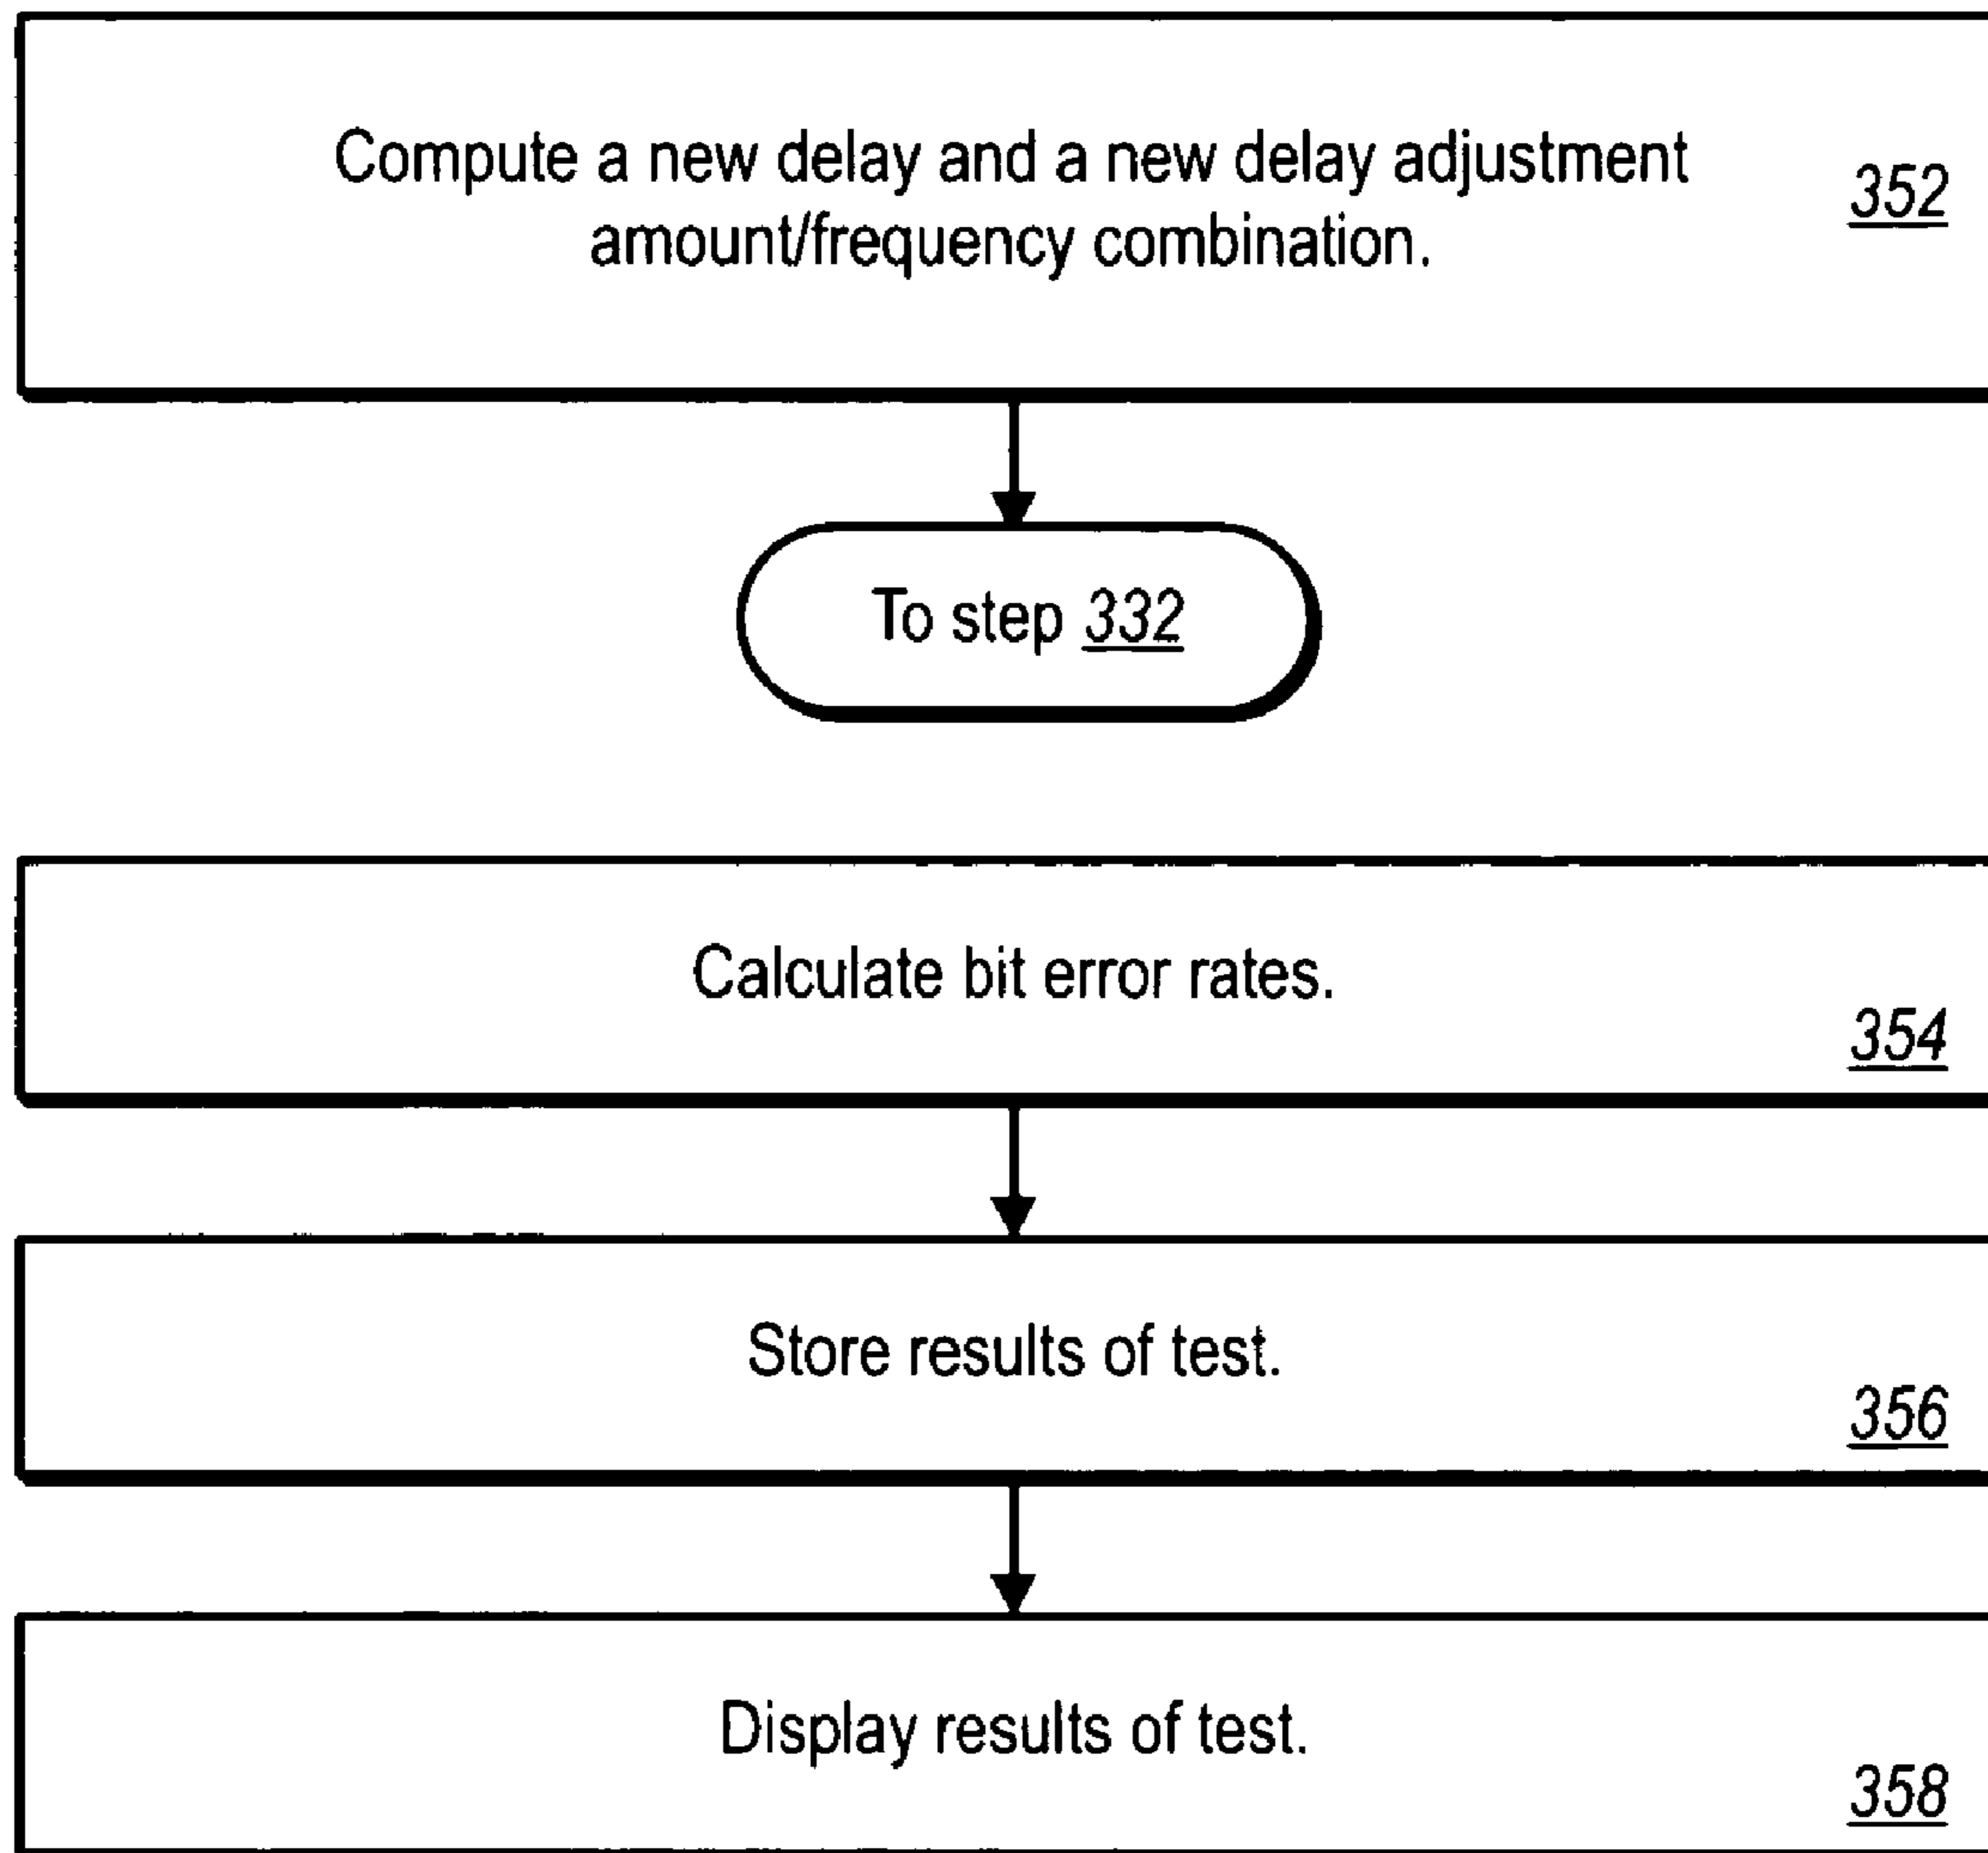 Compute a new delay and a new delay adjustment
amount/frequency combination.
352
To step 332
Calculate bit error rates.
354
Store results of test.
356
Display results of test.
358